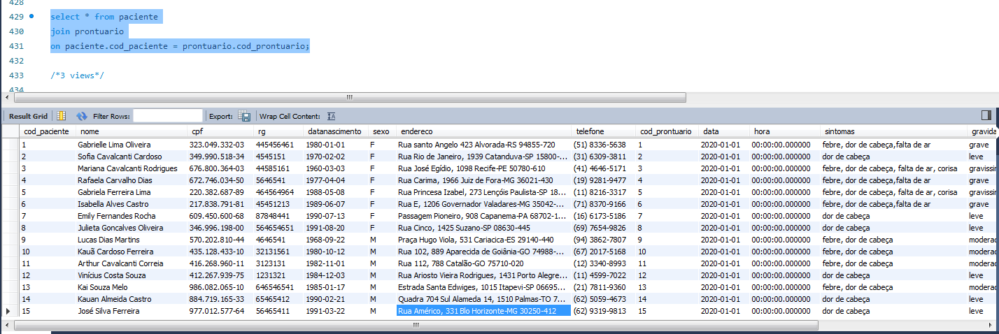 428
429 select * from paciente
430 join prontuario
431 on paciente.cod_paciente = prontuario.cod_prontuario;
432
433 /*3 views*/
434
Result Grid Filter Rows: Export: Wrap Cell Content:
cod_paciente nome cpf rg datanascimento sexo endereco telefone cod_prontuario data hora sintomas gravida
1 Gabrielle Lima Oliveira 323.049.332-03 445456461 1980-01-01 F Rua santo Angelo 423 Alvorada-RS 94855-720 (51) 8336-5638 1 2020-01-01 00:00:00.000000 febre, dor de cabeça,falta de ar grave
2 Sofia Cavalcanti Cardoso 349.990.518-34 4545151 1970-02-02 F Rua Rio de Janeiro, 1939 Catanduva-SP 15800-... (31) 6309-3811 2 2020-01-01 00:00:00.000000 dor de cabeça leve
3 Mariana Cavalcanti Rodrigues 676.800.364-03 44585161 1960-03-03 F Rua José Egídio, 1098 Recife-PE 50780-610 (41) 4646-5171 3 2020-01-01 00:00:00.000000 febre, dor de cabeça, falta de ar, corisa gravissin
4 Rafaela Carvalho Dias 672.746.034-50 5646541 1977-04-04 F Rua Carima, 1966 Juiz de Fora-MG 36021-430 (19) 9281-9477 4 2020-01-01 00:00:00.000000 febre, dor de cabeça,falta de ar grave
5 Gabriela Ferreira Lima 220.382.687-89 464564964 1988-05-08 F Rua Princesa Izabel, 273 Lençóis Paulista-SP 18... (11) 8216-3317 5 2020-01-01 00:00:00.000000 febre, dor de cabeça,falta de ar, corisa gravissin
6 Isabella Alves Castro 217.838.791-81 45451213 1989-06-07 F Rua E, 1206 Governador Valadares-MG 35042-... (71) 8370-9166 6 2020-01-01 00:00:00.000000 febre, dor de cabeça,falta de ar grave
7 Emily Fernandes Rocha 609.450.600-68 87848441 1990-07-13 F Passagem Pioneiro, 908 Capanema-PA 68702-1... (16) 6173-5186 7 2020-01-01 00:00:00.000000 dor de cabeça leve
8 Julieta Goncalves Oliveira 346.996.198-00 564654651 1991-08-20 F Rua Cinco, 1425 Suzano-SP 08630-445 (69) 7654-9826 8 2020-01-01 00:00:00.000000 dor de cabeça leve
9 Lucas Dias Martins 570.202.810-44 4646541 1968-09-22 M Praça Hugo Viola, 531 Cariacica-ES 29140-440 (94) 3862-7807 9 2020-01-01 00:00:00.000000 febre, dor de cabeça moderac
10 Kauã Cardoso Ferreira 435.128.433-10 32131561 1980-10-12 M Rua 102, 889 Aparecida de Goiânia-GO 74988-... (67) 2017-5168 10 2020-01-01 00:00:00.000000 febre, dor de cabeça moderac
11 Arthur Cavalcanti Correia 416.268.960-11 3123131 1982-11-01 M Rua 112, 788 Catalão-GO 75710-020 (12) 3340-8993 11 2020-01-01 00:00:00.000000 febre, dor de cabeça moderac
12 Vinícius Costa Souza 412.267.939-75 1231321 1984-12-03 M Rua Ariosto Vieira Rodrigues, 1431 Porto Alegre... (11) 4599-7022 12 2020-01-01 00:00:00.000000 dor de cabeça leve
13 Kai Souza Melo 986.082.065-10 646546541 1985-01-17 M Estrada Santa Edwiges, 1015 Itapevi-SP 06695... (21) 7811-9360 13 2020-01-01 00:00:00.000000 febre, dor de cabeça moderac
14 Kauan Almeida Castro 884.719.165-33 65465412 1990-02-21 M Quadra 704 Sul Alameda 14, 1510 Palmas-TO 7... (62) 5059-4673 14 2020-01-01 00:00:00.000000 dor de cabeça leve
15 José Silva Ferreira 977.012.577-64 56465411 1991-03-22 M Rua Américo, 331 Blo Horizonte-MG 30250-412 (62) 9319-9813 15 2020-01-01 00:00:00.000000 dor de cabeça leve